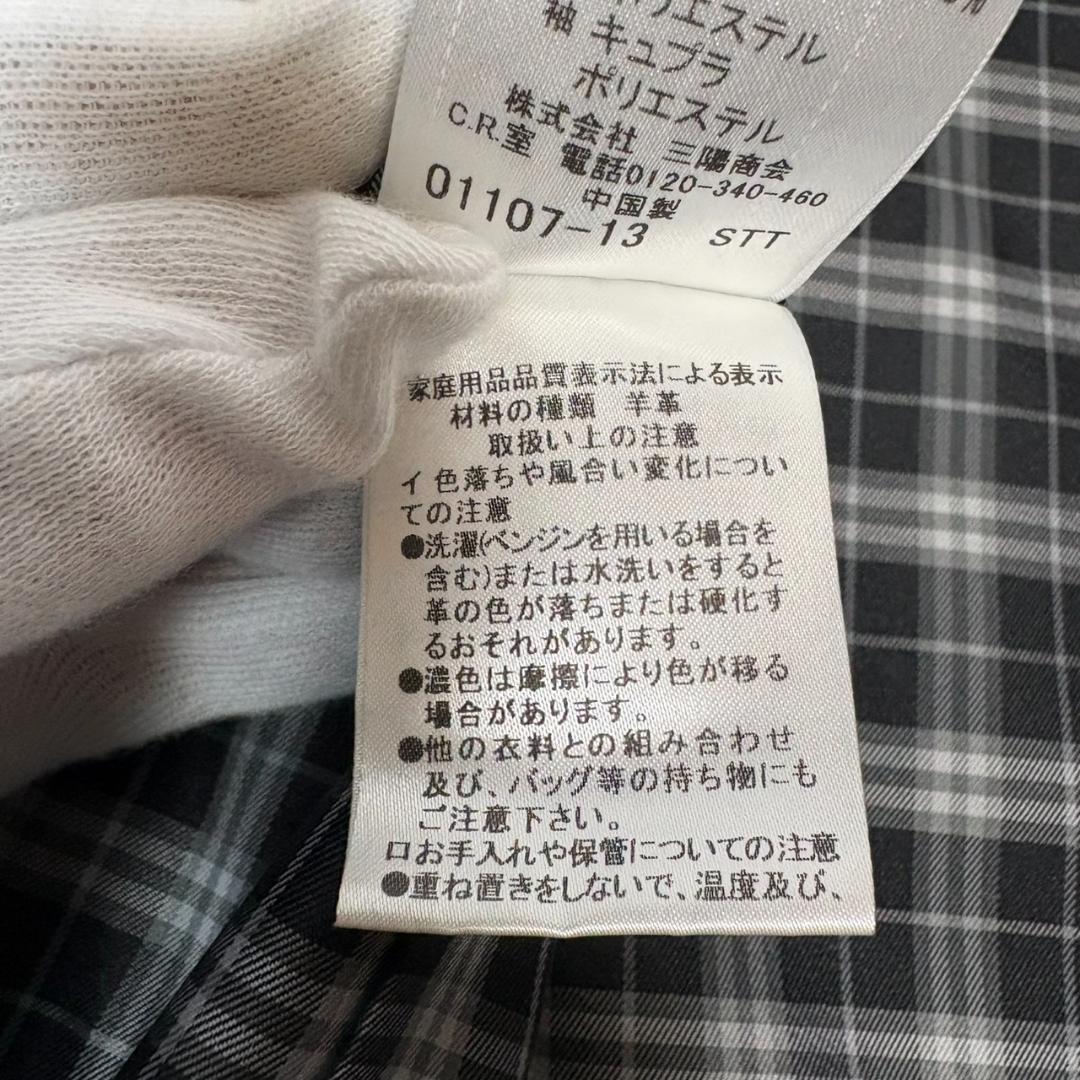 ポリエステル
袖 キュプラ
ポリエステル
株式会社 三陽商会
C.R.室 電話0120-340-460
中国製
01107-13 STT
家庭用品品質表示法による表示
材料の種類 羊革
取扱い上の注意
イ 色落ちや風合い変化につい
ての注意
●洗濯(ベンジンを用いる場合を
含む)または水洗いをすると
革の色が落ちまたは硬化す
るおそれがあります。
●濃色は摩擦により色が移る
場合があります。
●他の衣料との組み合わせ
及び、バッグ等の持ち物にも
ご注意下さい。
ロお手入れや保管についての注意
●重ね置きをしないで、温度及び、